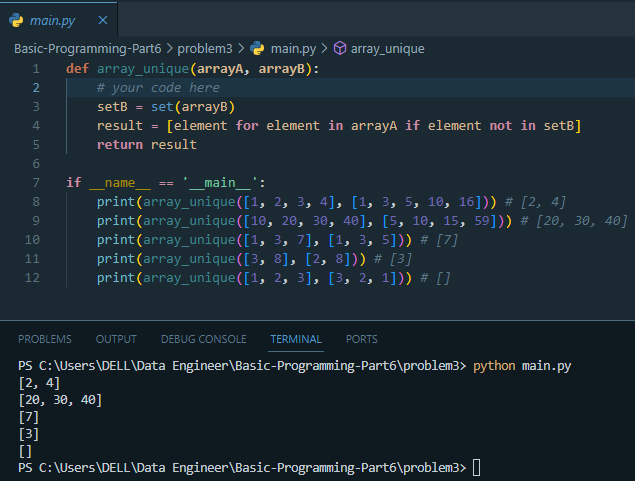 main.py ×
Basic-Programming-Part6 > problem3 > main.py > array_unique
1 def array_unique(arrayA, arrayB):
2     # your code here
3     setB = set(arrayB)
4     result = [element for element in arrayA if element not in setB]
5     return result
6
7 if __name__ == '__main__':
8     print(array_unique([1, 2, 3, 4], [1, 3, 5, 10, 16])) # [2, 4]
9     print(array_unique([10, 20, 30, 40], [5, 10, 15, 59])) # [20, 30, 40]
10     print(array_unique([1, 3, 7], [1, 3, 5])) # [7]
11     print(array_unique([3, 8], [2, 8])) # [3]
12     print(array_unique([1, 2, 3], [3, 2, 1])) # []
PROBLEMS OUTPUT DEBUG CONSOLE TERMINAL PORTS
PS C:\Users\DELL\Data Engineer\Basic-Programming-Part6\problem3> python main.py
[2, 4]
[20, 30, 40]
[7]
[3]
[]
PS C:\Users\DELL\Data Engineer\Basic-Programming-Part6\problem3>